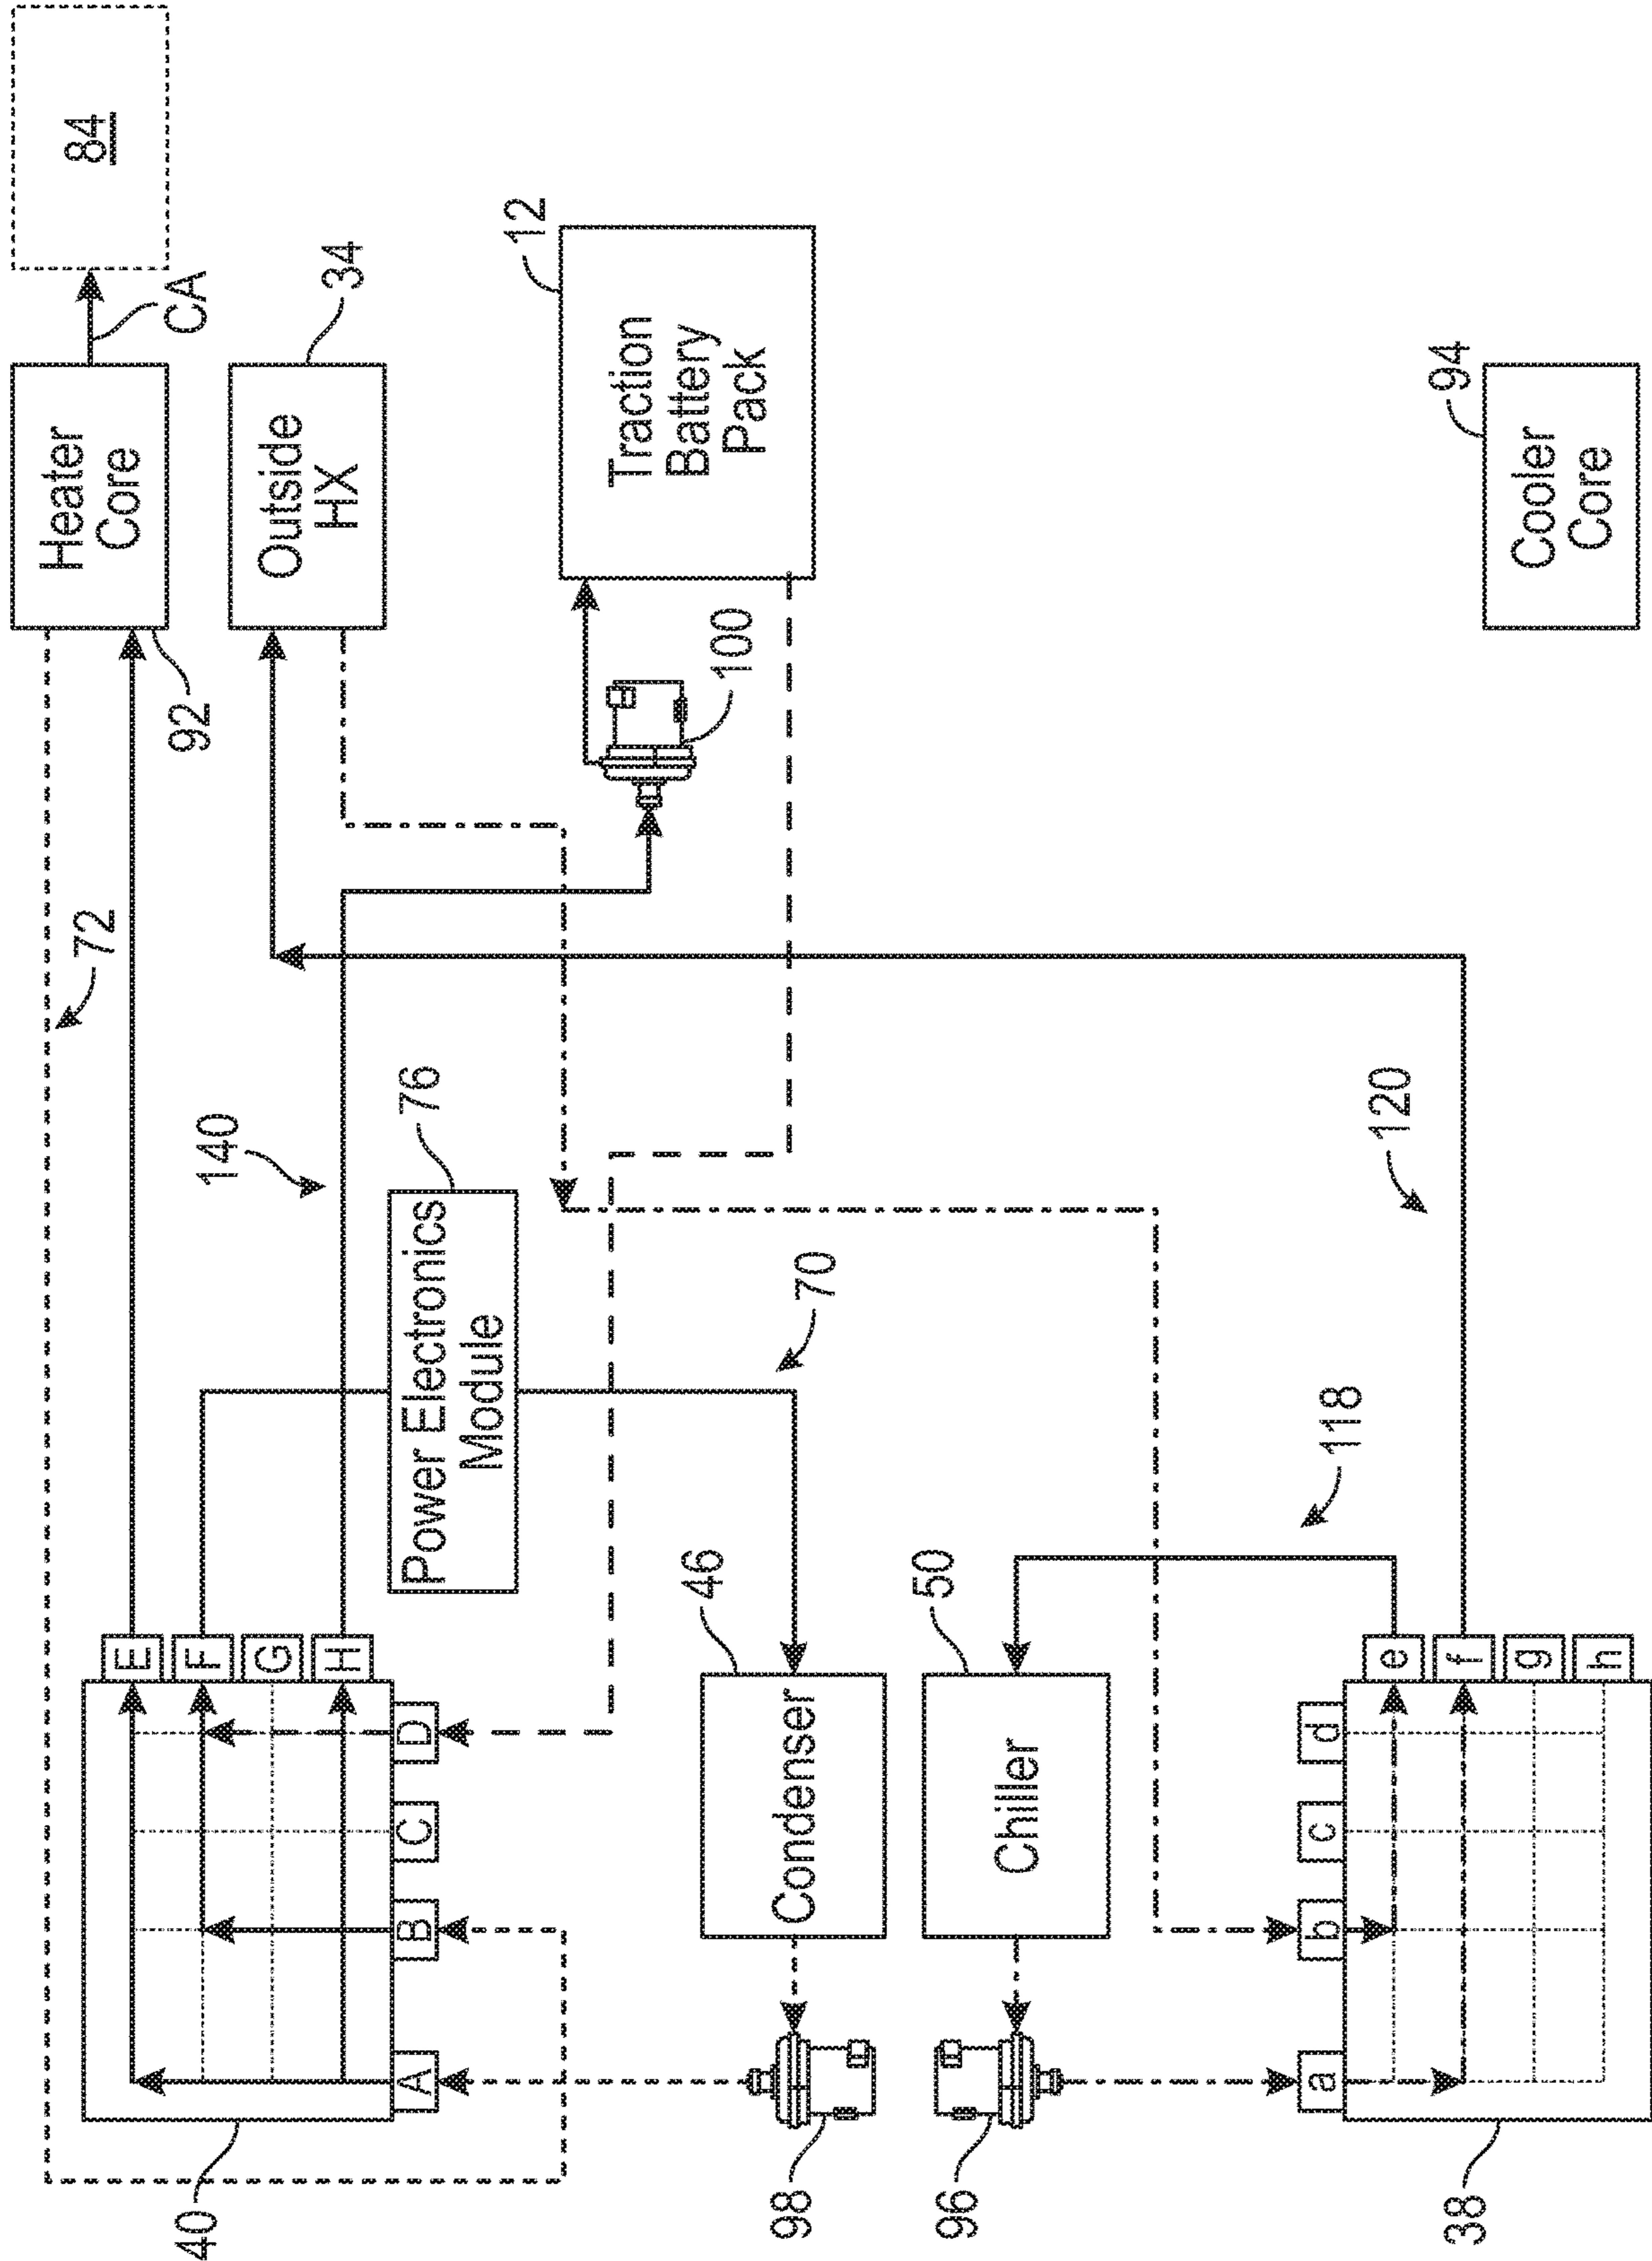 84
CA
Heater
Core
92
72
Outside
HX
34
140
12
Traction
Battery
Pack
100
76
Power Electronics
Module
70
E
F
G
H
A
B
C
D
40
46
Condenser
98
50
Chiller
96
118
120
94
Cooler
Core
a
b
c
d
e
f
g
h
38